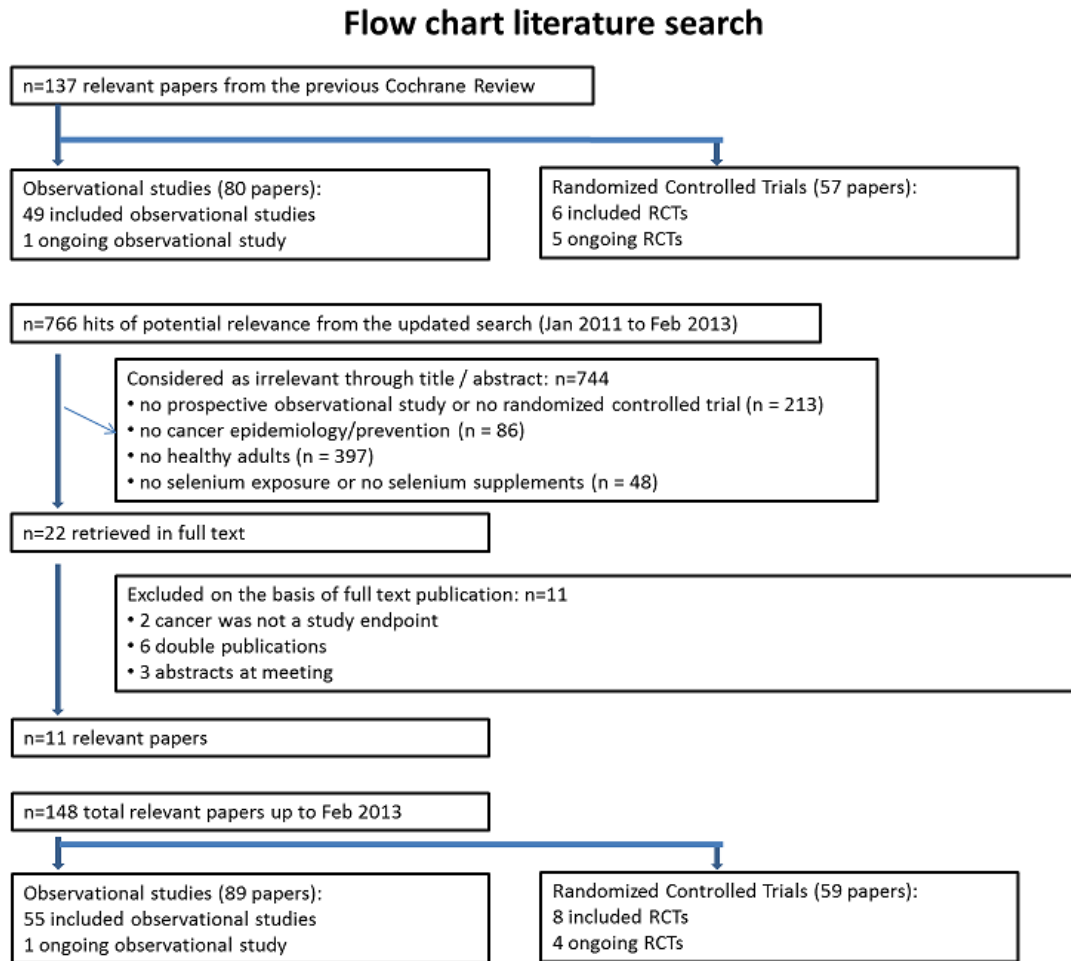 Flow chart literature search
n=137 relevant papers from the previous Cochrane Review
Observational studies (80 papers):
49 included observational studies
1 ongoing observational study
Randomized Controlled Trials (57 papers):
6 included RCTs
5 ongoing RCTs
n=766 hits of potential relevance from the updated search (Jan 2011 to Feb 2013)
Considered as irrelevant through title / abstract: n=744
• no prospective observational study or no randomized controlled trial (n = 213)
• no cancer epidemiology/prevention (n = 86)
• no healthy adults (n = 397)
• no selenium exposure or no selenium supplements (n = 48)
n=22 retrieved in full text
Excluded on the basis of full text publication: n=11
• 2 cancer was not a study endpoint
• 6 double publications
• 3 abstracts at meeting
n=11 relevant papers
n=148 total relevant papers up to Feb 2013
Observational studies (89 papers):
55 included observational studies
1 ongoing observational study
Randomized Controlled Trials (59 papers):
8 included RCTs
4 ongoing RCTs